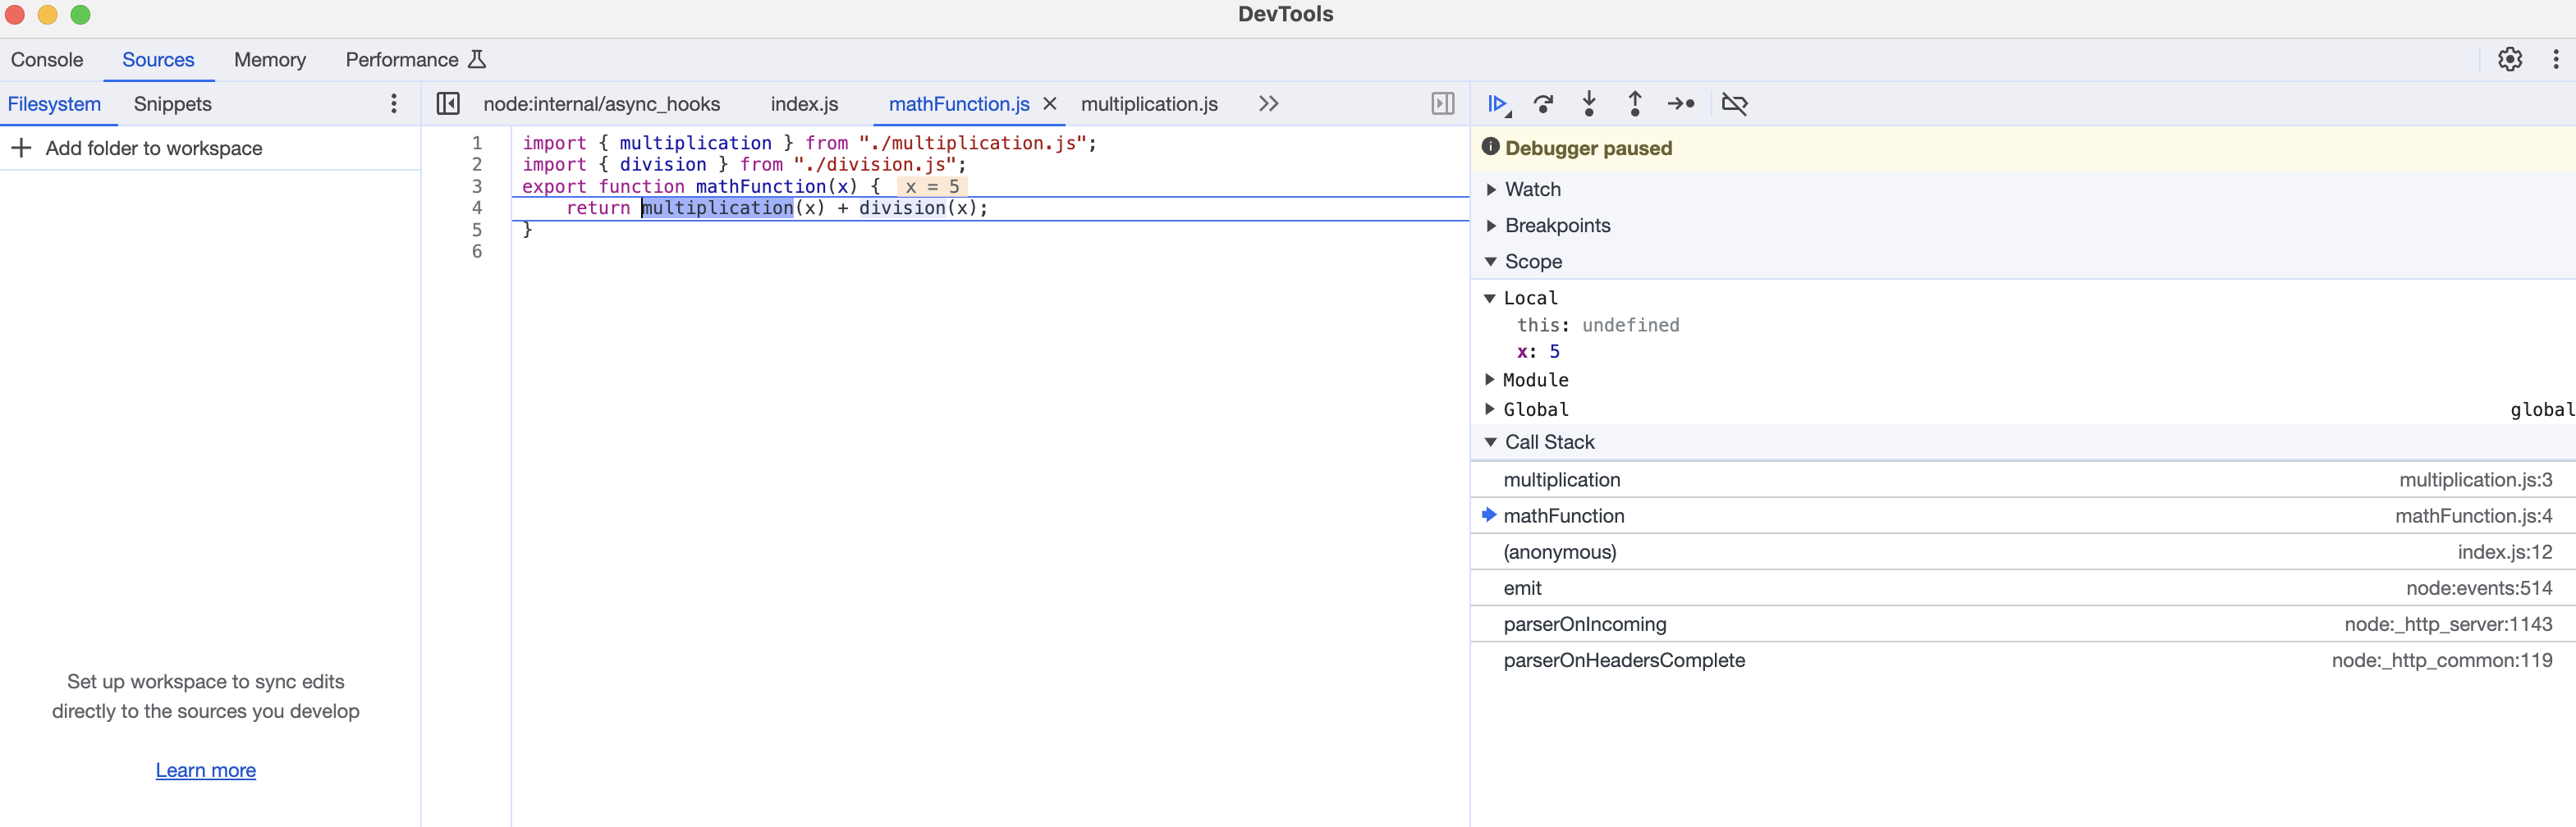 DevTools
Console Sources Memory Performance
Filesystem Snippets
node:internal/async_hooks index.js mathFunction.js multiplication.js
Add folder to workspace
1 import { multiplication } from "./multiplication.js";
2 import { division } from "./division.js";
3 export function mathFunction(x) { x = 5
4 return multiplication(x) + division(x);
5 }
6
Set up workspace to sync edits
directly to the sources you develop
Learn more
Debugger paused
Watch
Breakpoints
Scope
Local
this: undefined
x: 5
Module
Global global
Call Stack
multiplication multiplication.js:3
mathFunction mathFunction.js:4
(anonymous) index.js:12
emit node:events:514
parserOnIncoming node:_http_server:1143
parserOnHeadersComplete node:_http_common:119